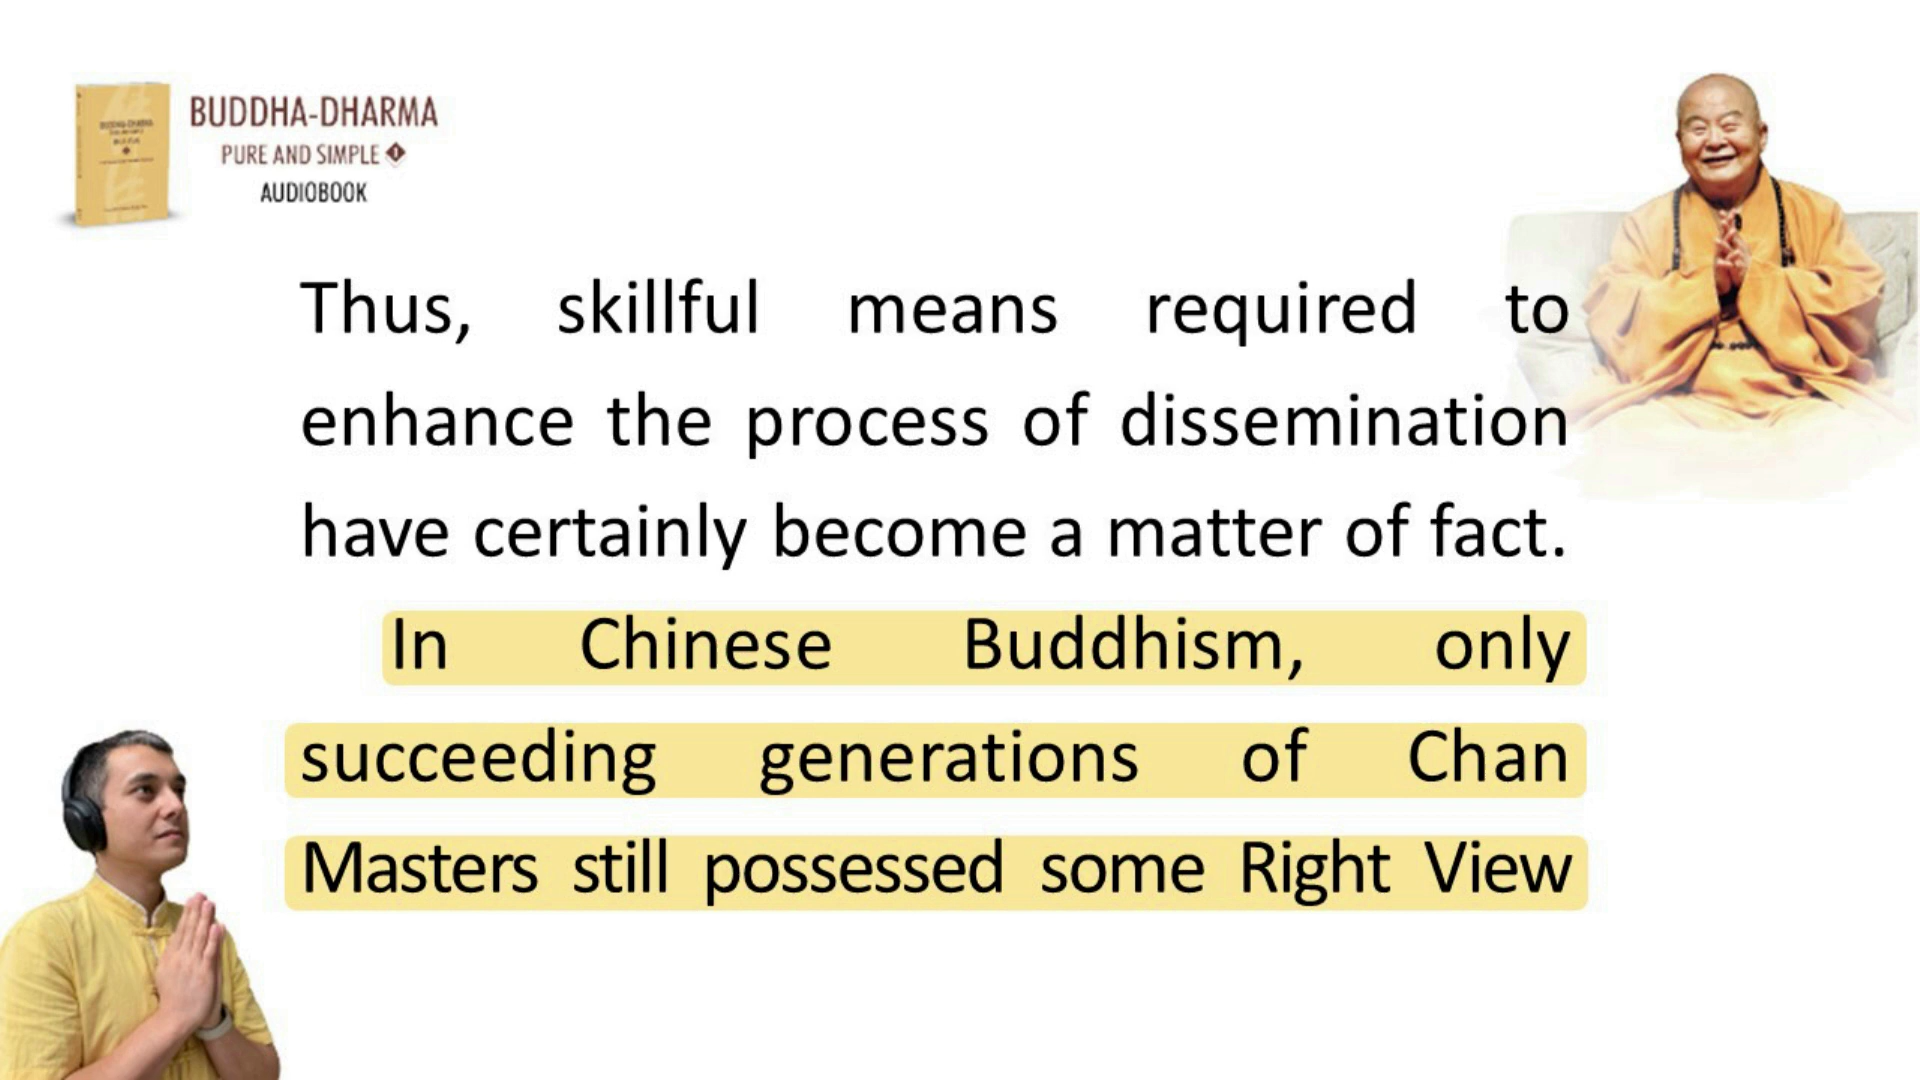 BUDDHA-DHARMA
PURE AND SIMPLE 1
AUDIOBOOK
Thus, skillful means required to
enhance the process of dissemination
have certainly become a matter of fact.
In Chinese Buddhism, only
succeeding generations of Chan
Masters still possessed some Right View